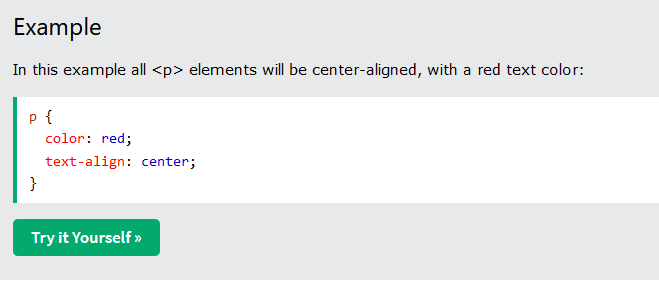 Example
In this example all <p> elements will be center-aligned, with a red text color:
p {
  color: red;
  text-align: center;
}
Try it Yourself »